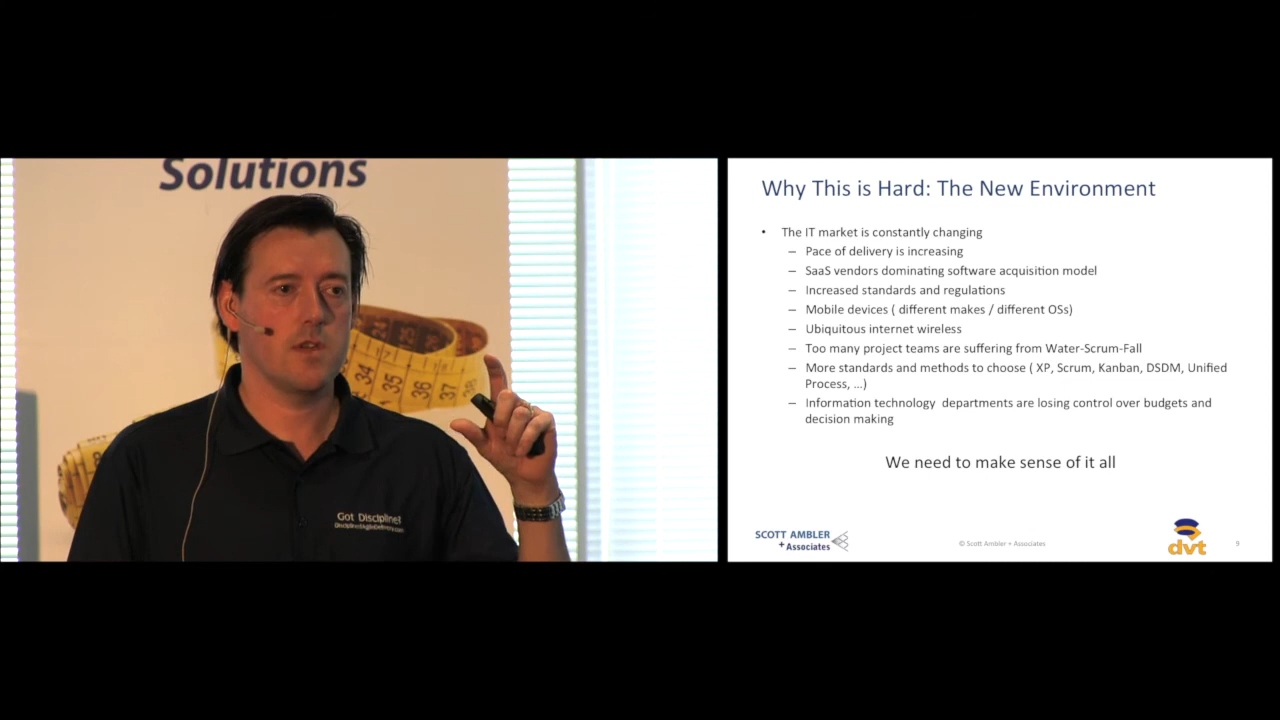 Solutions
34 35 36 37 38
Got Discipline?
DisciplinedAgileDelivery.com
Why This is Hard: The New Environment
• The IT market is constantly changing
– Pace of delivery is increasing
– SaaS vendors dominating software acquisition model
– Increased standards and regulations
– Mobile devices ( different makes / different OSs)
– Ubiquitous internet wireless
– Too many project teams are suffering from Water-Scrum-Fall
– More standards and methods to choose ( XP, Scrum, Kanban, DSDM, Unified
Process, ...)
– Information technology departments are losing control over budgets and
decision making
We need to make sense of it all
SCOTT AMBLER
+ Associates
© Scott Ambler + Associates
dvt
9